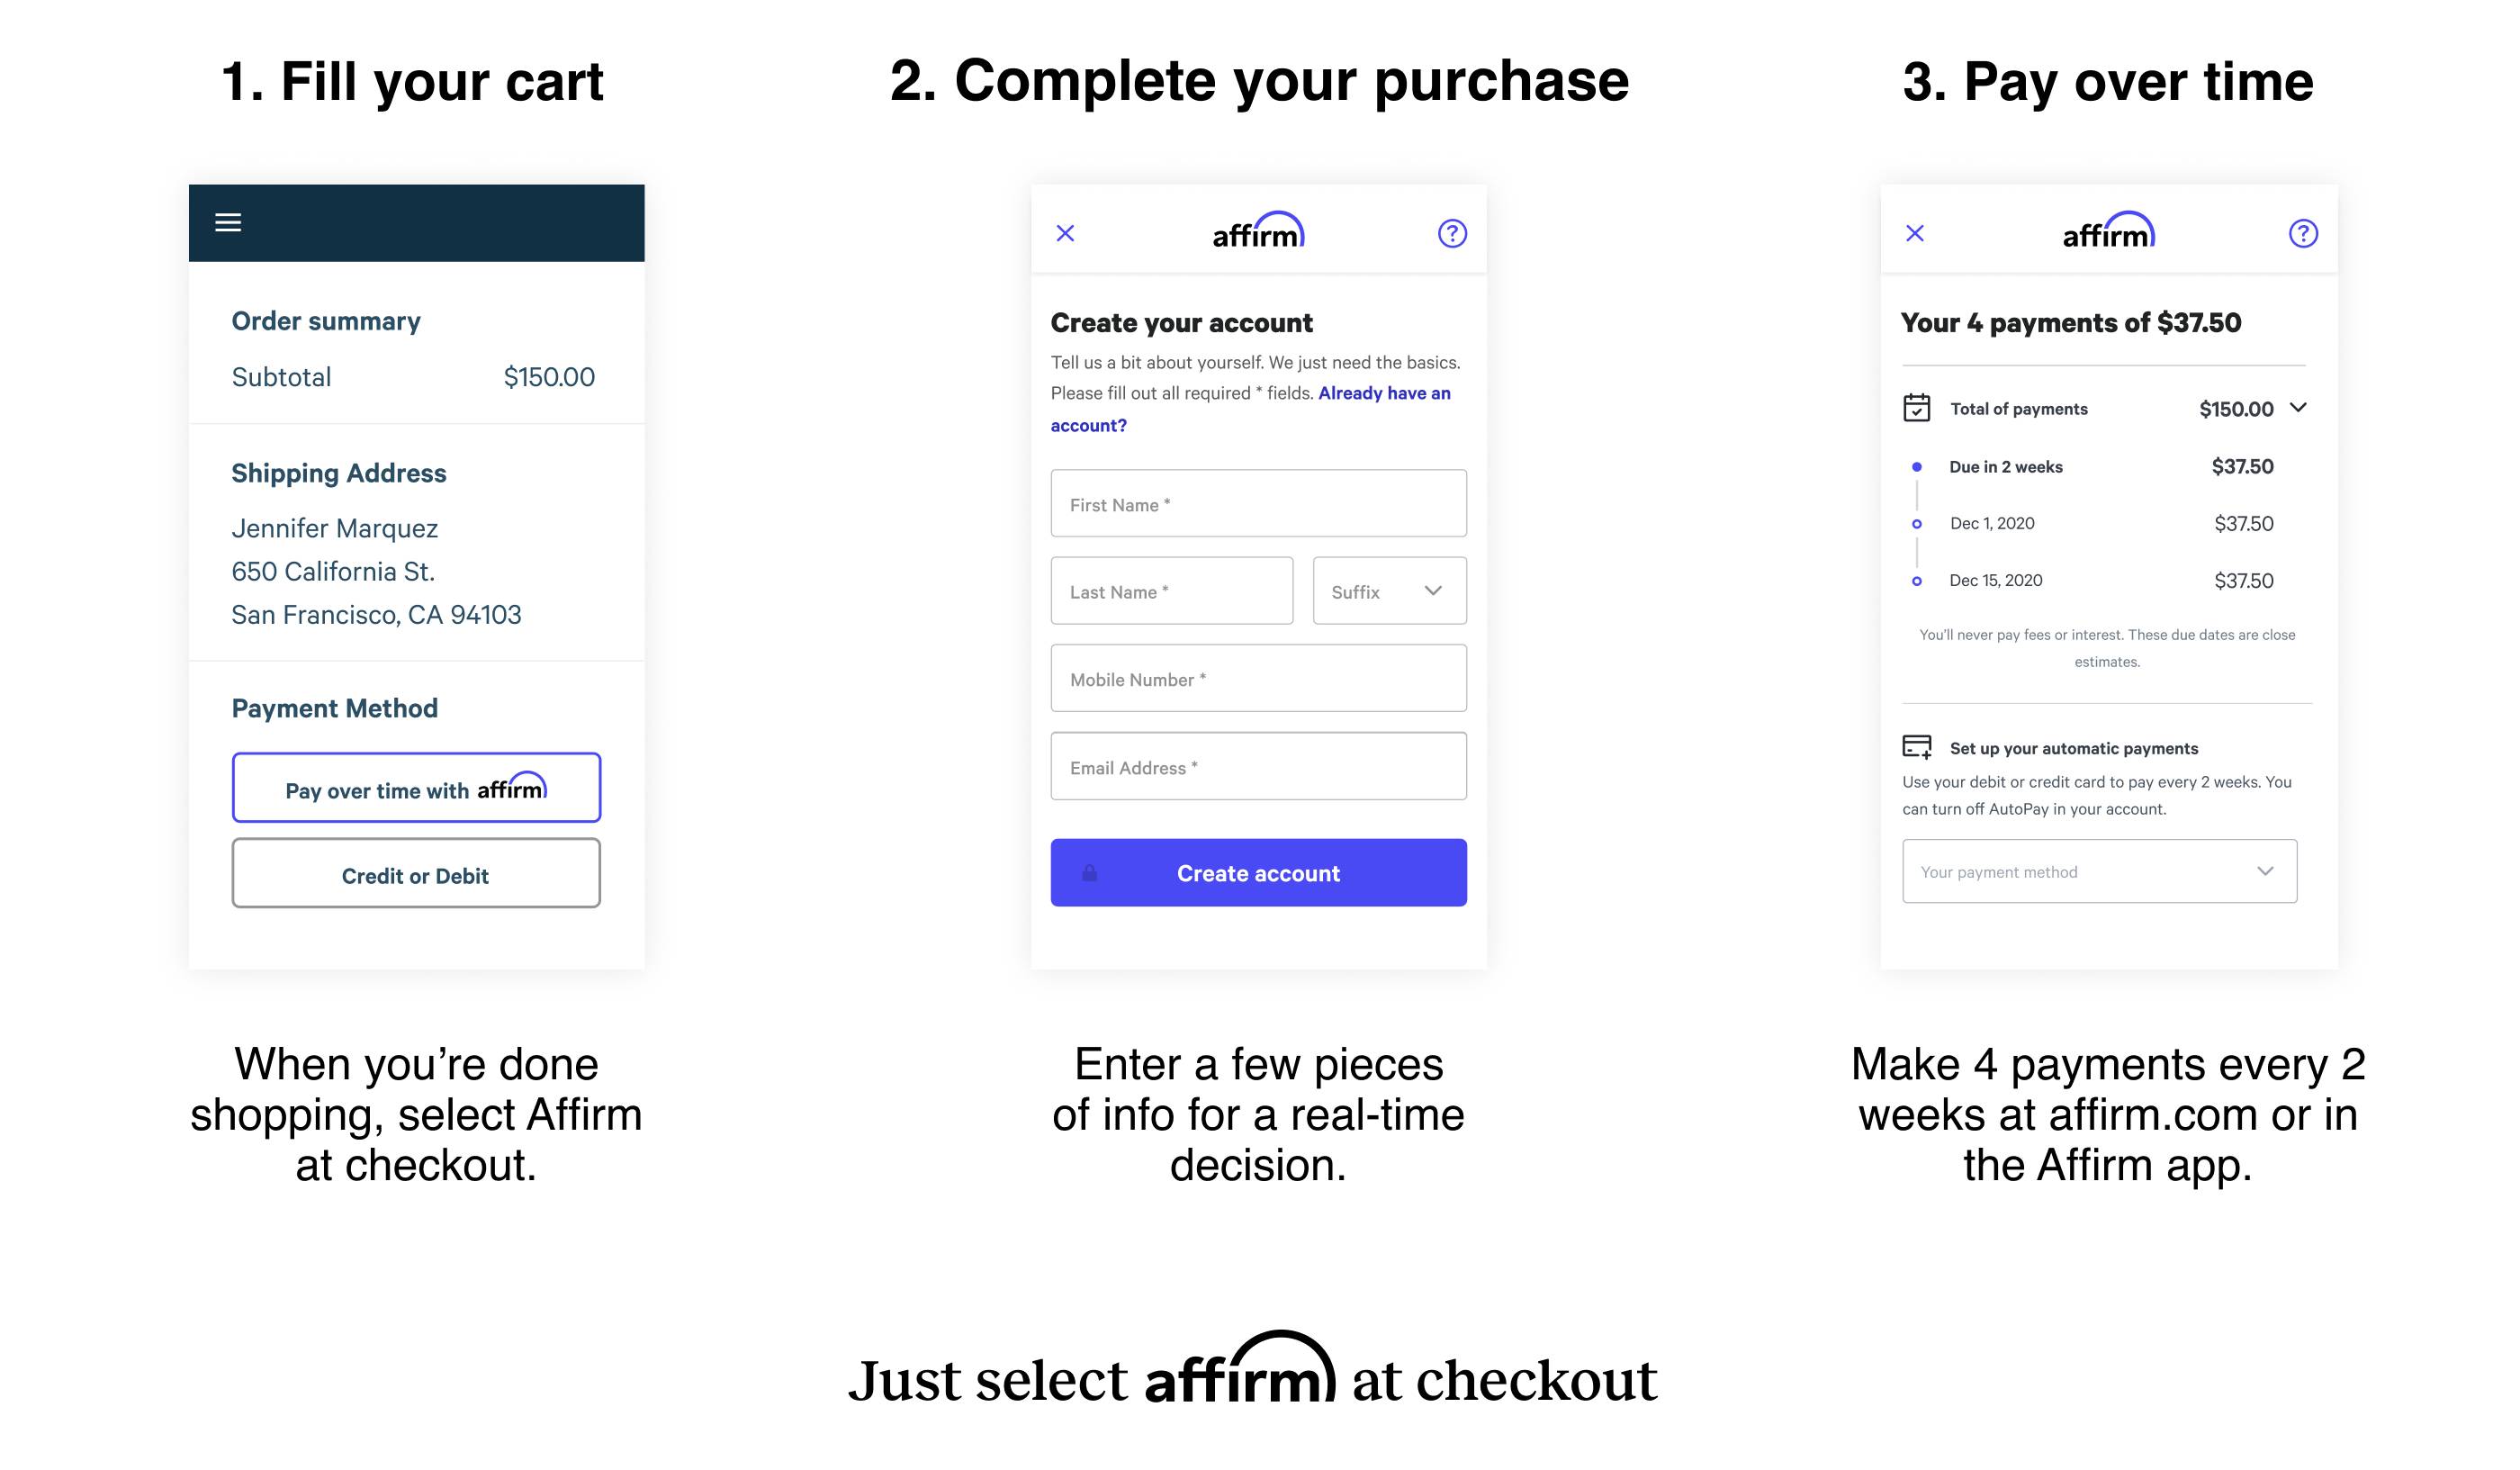 1. Fill your cart
Order summary
Subtotal $150.00
Shipping Address
Jennifer Marquez
650 California St.
San Francisco, CA 94103
Payment Method
Pay over time with affirm
Credit or Debit
When you’re done
shopping, select Affirm
at checkout.
2. Complete your purchase
affirm ?
Create your account
Tell us a bit about yourself. We just need the basics.
Please fill out all required * fields. Already have an
account?
First Name *
Last Name * Suffix
Mobile Number *
Email Address *
Create account
Enter a few pieces
of info for a real-time
decision.
3. Pay over time
affirm ?
Your 4 payments of $37.50
Total of payments $150.00
Due in 2 weeks $37.50
Dec 1, 2020 $37.50
Dec 15, 2020 $37.50
You’ll never pay fees or interest. These due dates are close
estimates.
Set up your automatic payments
Use your debit or credit card to pay every 2 weeks. You
can turn off AutoPay in your account.
Your payment method
Make 4 payments every 2
weeks at affirm.com or in
the Affirm app.
Just select affirm at checkout